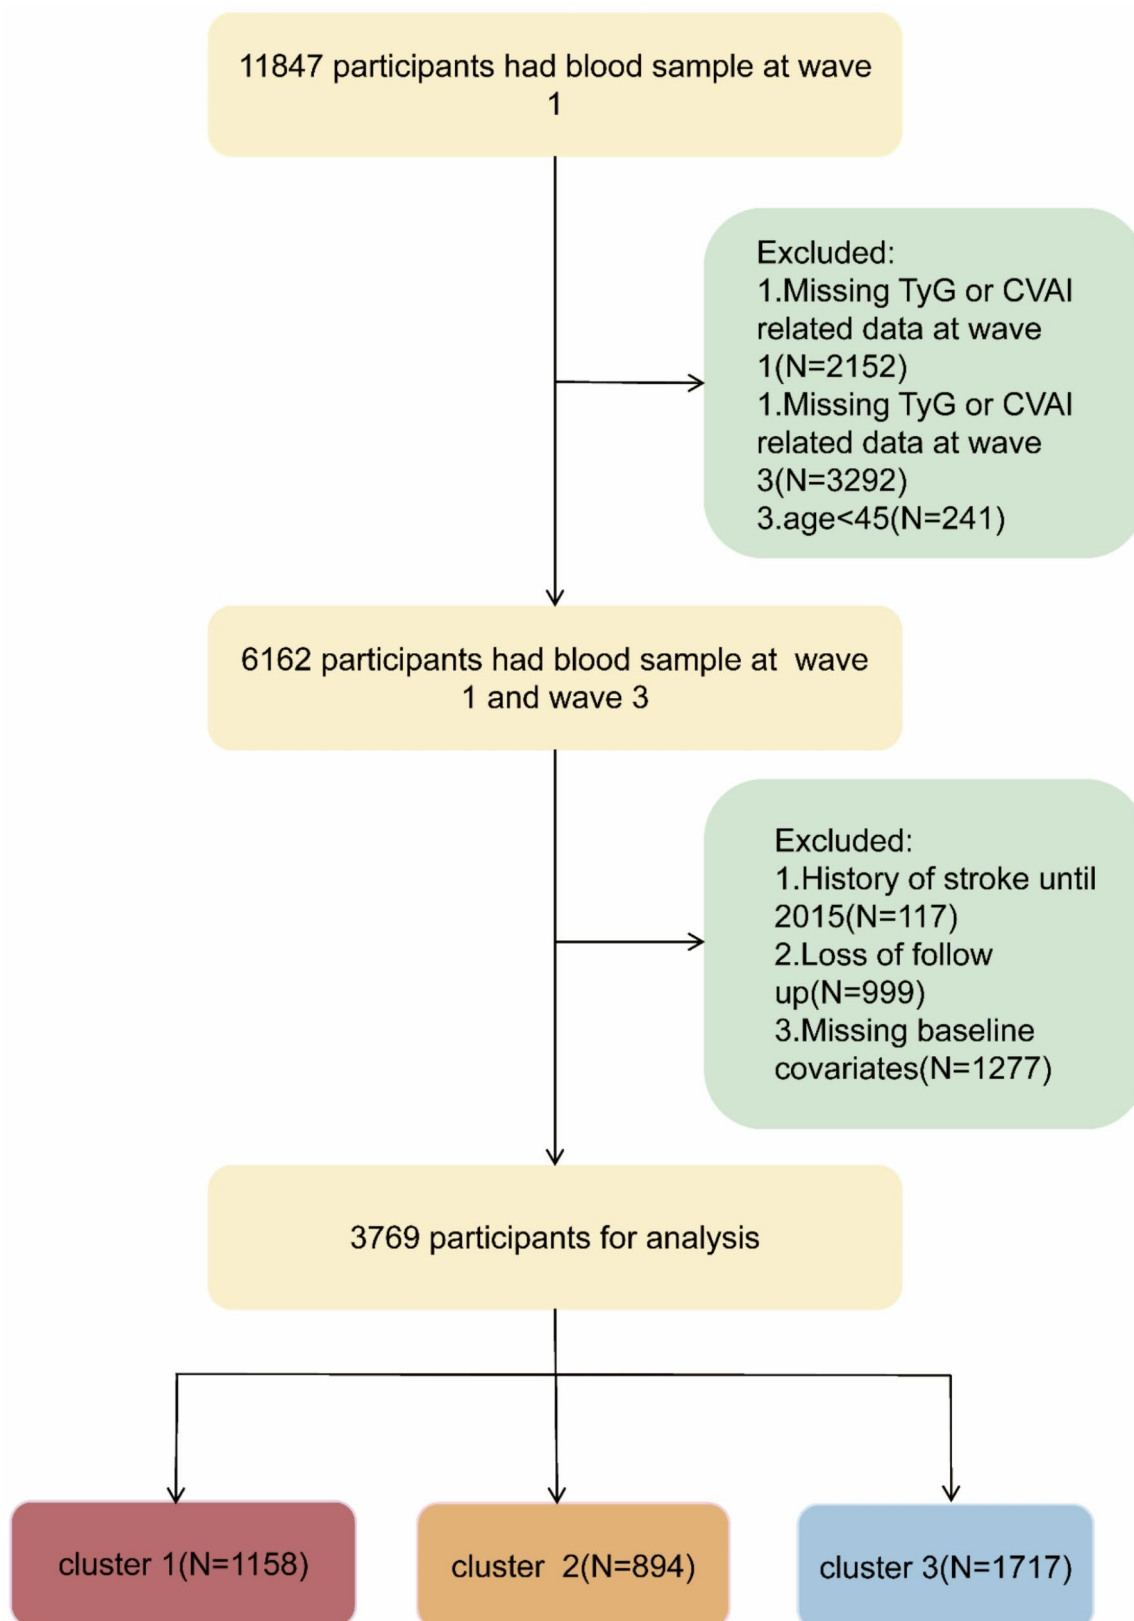 11847 participants had blood sample at wave
1
Excluded:
1.Missing TyG or CVAI
related data at wave
1(N=2152)
1.Missing TyG or CVAI
related data at wave
3(N=3292)
3.age<45(N=241)
6162 participants had blood sample at  wave
1 and wave 3
Excluded:
1.History of stroke until
2015(N=117)
2.Loss of follow
up(N=999)
3.Missing baseline
covariates(N=1277)
3769 participants for analysis
cluster 1(N=1158)
cluster  2(N=894)
cluster 3(N=1717)